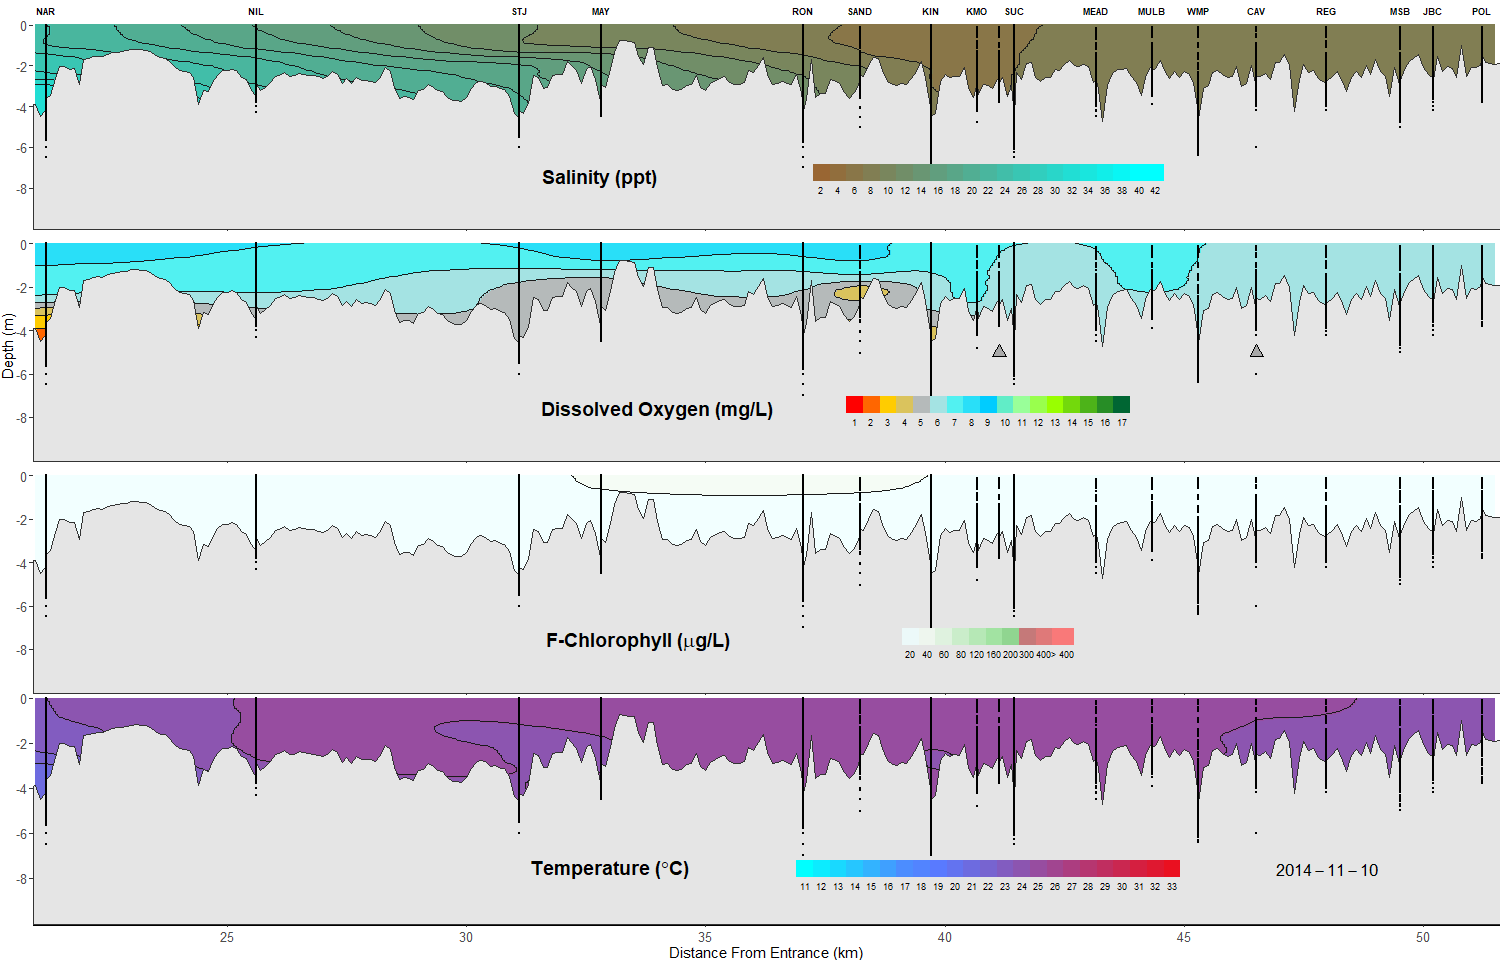 NAR NIL STJ MAY RON SAND KIN KMO SUC MEAD MULB WMP CAV REG MSB JBC POL
0
-2
-4
-6
-8
Salinity (ppt)
2 4 6 8 10 12 14 16 18 20 22 24 26 28 30 32 34 36 38 40 42
Depth (m)
0
-2
-4
-6
-8
Dissolved Oxygen (mg/L)
1 2 3 4 5 6 7 8 9 10 11 12 13 14 15 16 17
0
-2
-4
-6
-8
F-Chlorophyll (μg/L)
20 40 60 80 120 160 200 300 400 > 400
0
-2
-4
-6
-8
Temperature (°C)
11 12 13 14 15 16 17 18 19 20 21 22 23 24 25 26 27 28 29 30 31 32 33
2014 – 11 – 10
25 30 35 40 45 50
Distance From Entrance (km)